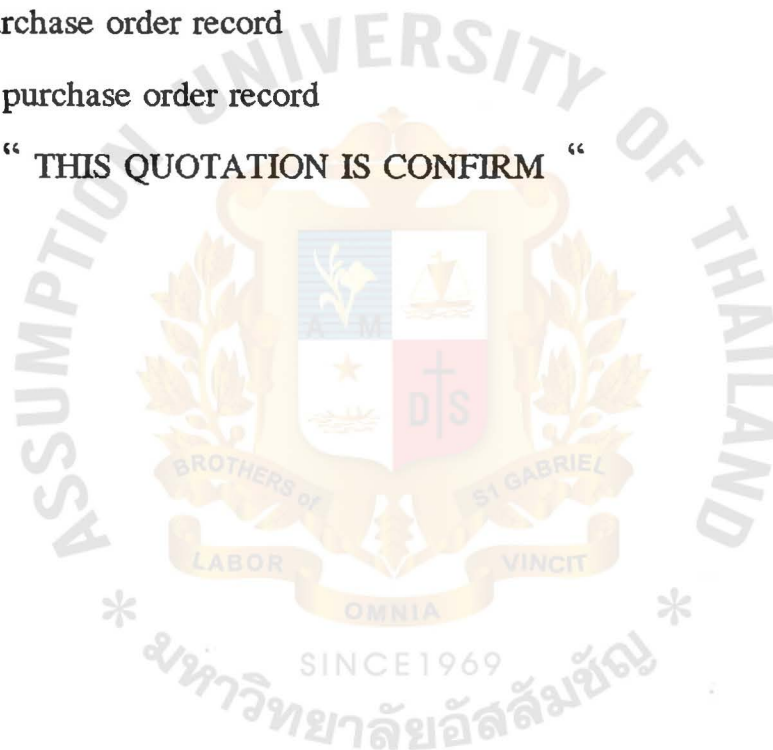 rchase order record
purchase order record
“ THIS QUOTATION IS CONFIRM “
ASSUMPTION UNIVERSITY OF THAILAND
A M
D S
BROTHERS of ST GABRIEL
LABOR OMNIA VINCIT
* *
SINCE1969
มหาวิทยาลัยอัสสัมชัญ